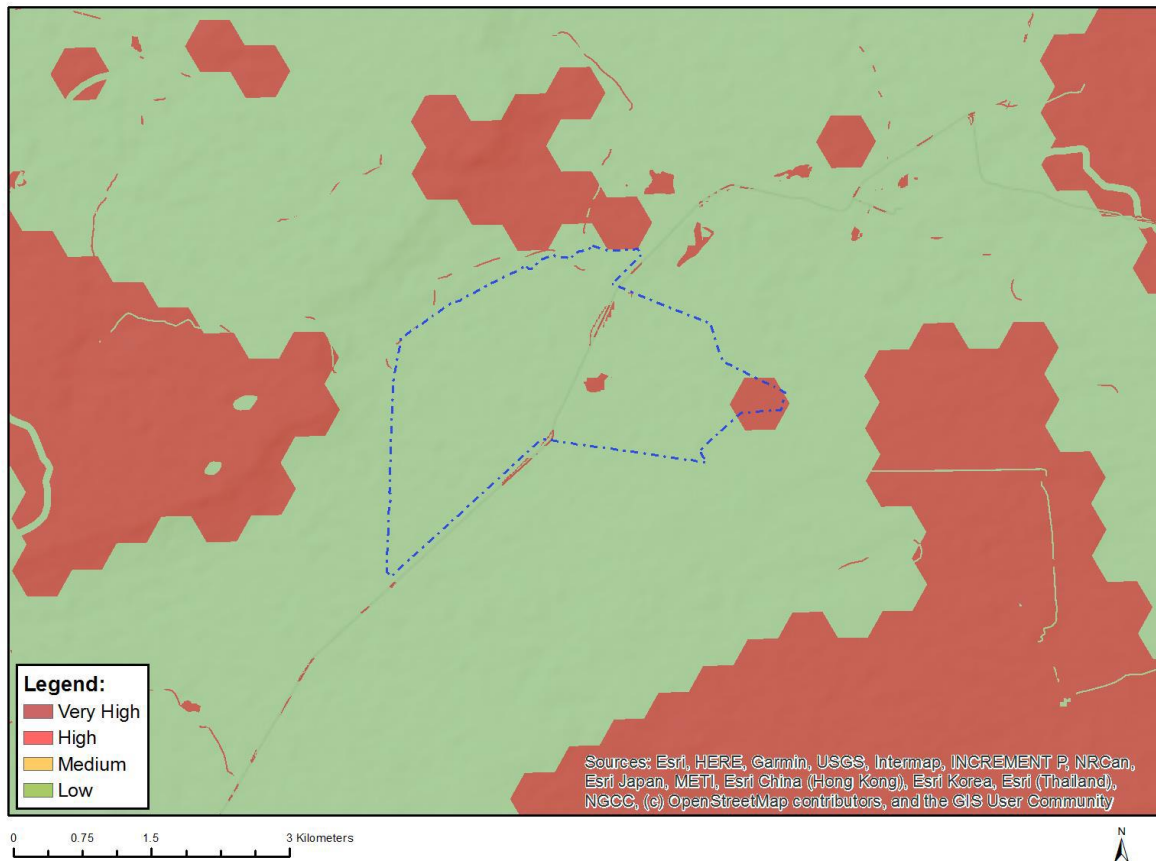 Legend:
Very High
High
Medium
Low
Sources: Esri, HERE, Garmin, USGS, Intermap, INCREMENT P, NRCan,
Esri Japan, METI, Esri China (Hong Kong), Esri Korea, Esri (Thailand),
NGCC, (c) OpenStreetMap contributors, and the GIS User Community
0 0.75 1.5 3 Kilometers
N